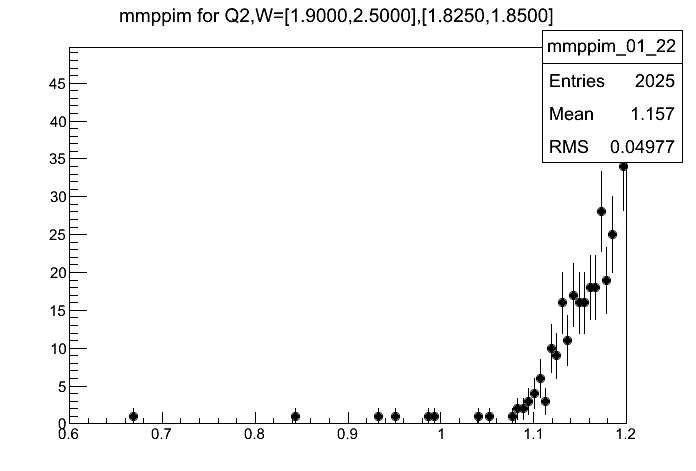 mmppim for Q2,W=[1.9000,2.5000],[1.8250,1.8500]
mmppim_01_22
Entries 2025
Mean 1.157
RMS 0.04977
45
40
35
30
25
20
15
10
5
0
0.6 0.7 0.8 0.9 1 1.1 1.2